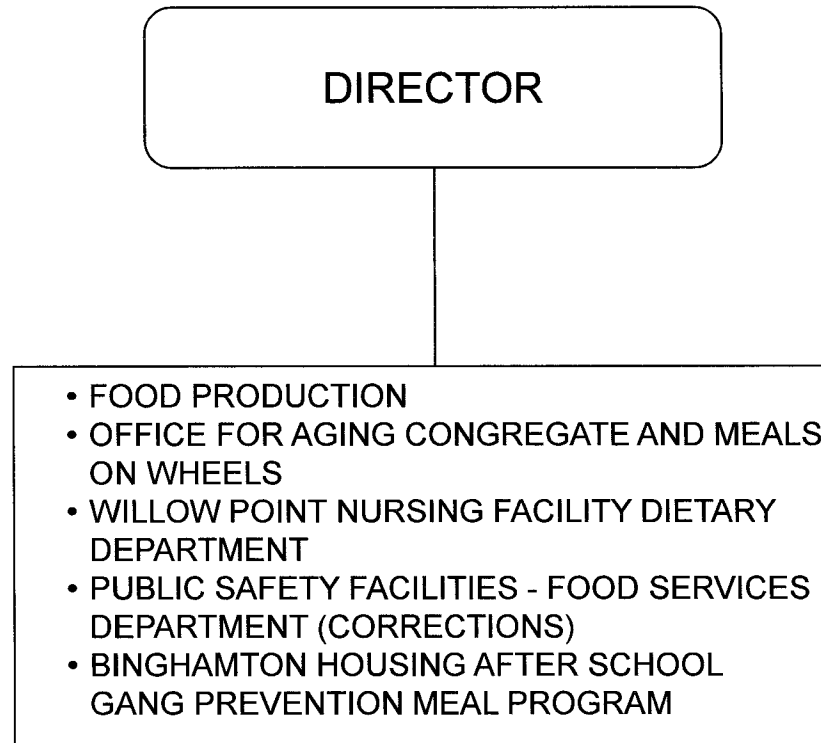 DIRECTOR
• FOOD PRODUCTION
• OFFICE FOR AGING CONGREGATE AND MEALS
ON WHEELS
• WILLOW POINT NURSING FACILITY DIETARY
DEPARTMENT
• PUBLIC SAFETY FACILITIES - FOOD SERVICES
DEPARTMENT (CORRECTIONS)
• BINGHAMTON HOUSING AFTER SCHOOL
GANG PREVENTION MEAL PROGRAM